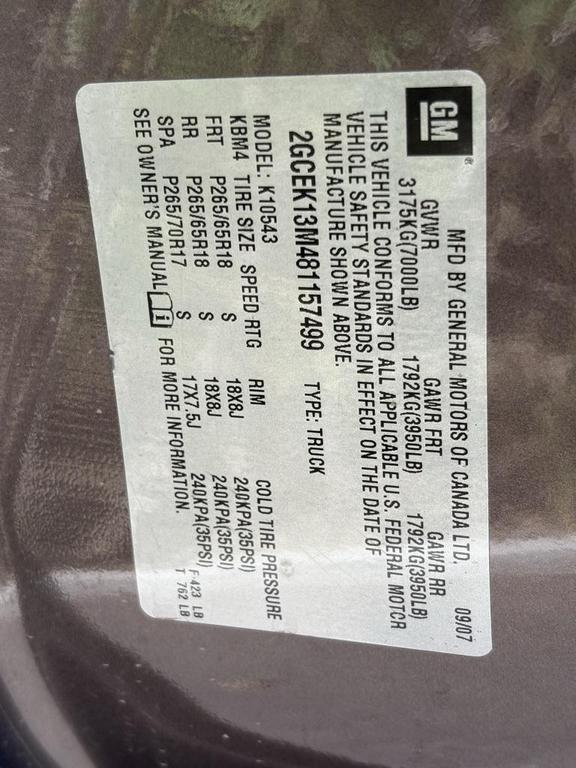 GM®
MFD BY GENERAL MOTORS OF CANADA LTD. 09/07
GVWR GAWR FRT GAWR RR
3175KG(7000LB) 1792KG(3950LB) 1792KG(3950LB)
THIS VEHICLE CONFORMS TO ALL APPLICABLE U.S. FEDERAL MOTOR
VEHICLE SAFETY STANDARDS IN EFFECT ON THE DATE OF
MANUFACTURE SHOWN ABOVE.
2GCEK13M481157499 TYPE: TRUCK
MODEL: K10543
KBM4 TIRE SIZE SPEED RTG RIM COLD TIRE PRESSURE
FRT P265/65R18 S 18X8J 240KPA(35PSI)
RR P265/65R18 S 18X8J 240KPA(35PSI)
SPA P265/70R17 S 17X7.5J 240KPA(35PSI) F 423 LB
SEE OWNER'S MANUAL i FOR MORE INFORMATION. T 762 LB